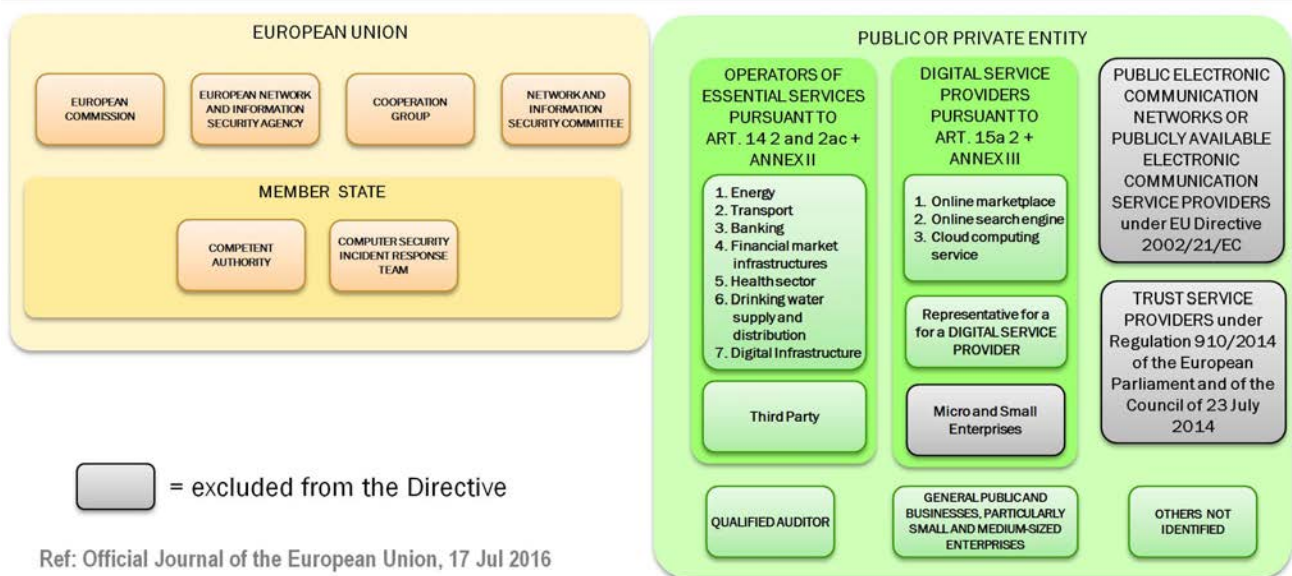 EUROPEAN UNION
EUROPEAN
COMMISSION
EUROPEAN NETWORK
AND INFORMATION
SECURITY AGENCY
COOPERATION
GROUP
NETWORK AND
INFORMATION
SECURITY COMMITTEE
MEMBER STATE
COMPETENT
AUTHORITY
COMPUTER SECURITY
INCIDENT RESPONSE
TEAM
= excluded from the Directive
Ref: Official Journal of the European Union, 17 Jul 2016
PUBLIC OR PRIVATE ENTITY
OPERATORS OF
ESSENTIAL SERVICES
PURSUANT TO
ART. 14 2 and 2ac +
ANNEX II
1. Energy
2. Transport
3. Banking
4. Financial market
infrastructures
5. Health sector
6. Drinking water
supply and
distribution
7. Digital Infrastructure
Third Party
DIGITAL SERVICE
PROVIDERS
PURSUANT TO
ART. 15a 2 +
ANNEX III
1. Online marketplace
2. Online search engine
3. Cloud computing
service
Representative for a
for a DIGITAL SERVICE
PROVIDER
Micro and Small
Enterprises
PUBLIC ELECTRONIC
COMMUNICATION
NETWORKS OR
PUBLICLY AVAILABLE
ELECTRONIC
COMMUNICATION
SERVICE PROVIDERS
under EU Directive
2002/21/EC
TRUST SERVICE
PROVIDERS under
Regulation 910/2014
of the European
Parliament and of the
Council of 23 July
2014
QUALIFIED AUDITOR
GENERAL PUBLIC AND
BUSINESSES, PARTICULARLY
SMALL AND MEDIUM-SIZED
ENTERPRISES
OTHERS NOT
IDENTIFIED